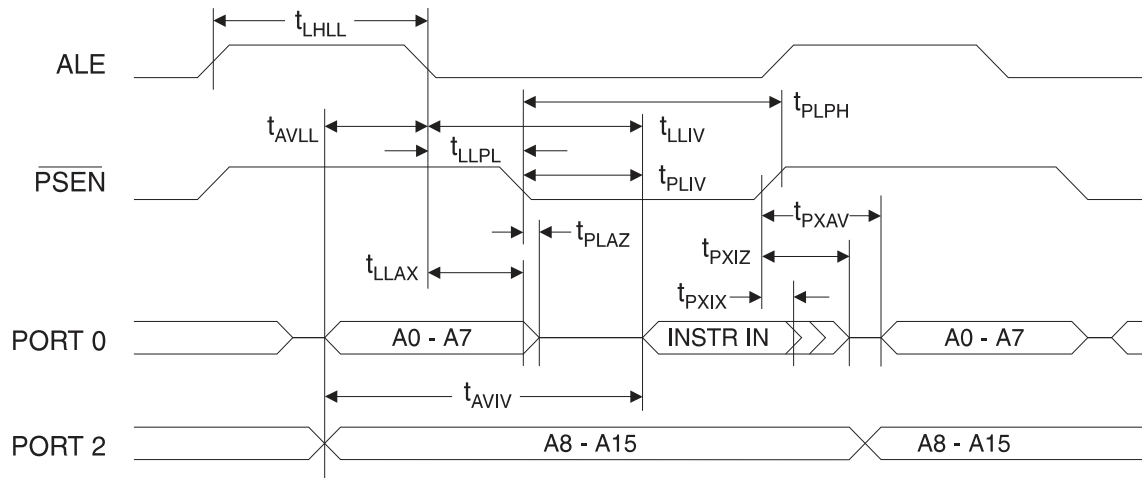 tLHLL
ALE
tPLPH
tAVLL
tLLIV
tLLPL
PSEN
tPLIV
tPXAV
tPLAZ
tPXIZ
tLLAX
tPXIX
PORT 0
A0 - A7
INSTR IN
A0 - A7
tAVIV
PORT 2
A8 - A15
A8 - A15